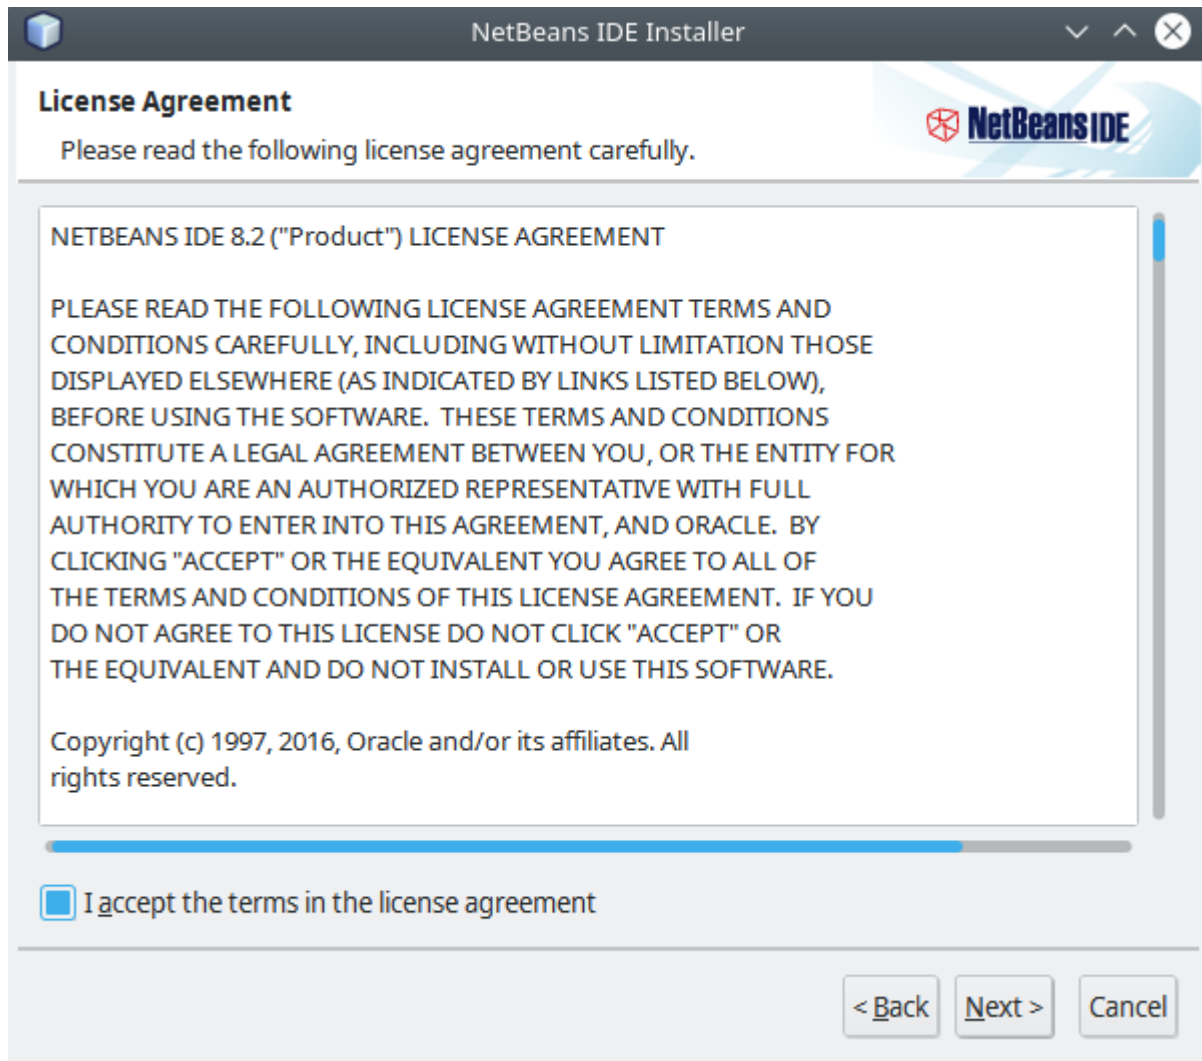 NetBeans IDE Installer
License Agreement
Please read the following license agreement carefully.
NetBeans IDE
NETBEANS IDE 8.2 ("Product") LICENSE AGREEMENT
PLEASE READ THE FOLLOWING LICENSE AGREEMENT TERMS AND
CONDITIONS CAREFULLY, INCLUDING WITHOUT LIMITATION THOSE
DISPLAYED ELSEWHERE (AS INDICATED BY LINKS LISTED BELOW),
BEFORE USING THE SOFTWARE.  THESE TERMS AND CONDITIONS
CONSTITUTE A LEGAL AGREEMENT BETWEEN YOU, OR THE ENTITY FOR
WHICH YOU ARE AN AUTHORIZED REPRESENTATIVE WITH FULL
AUTHORITY TO ENTER INTO THIS AGREEMENT, AND ORACLE.  BY
CLICKING "ACCEPT" OR THE EQUIVALENT YOU AGREE TO ALL OF
THE TERMS AND CONDITIONS OF THIS LICENSE AGREEMENT.  IF YOU
DO NOT AGREE TO THIS LICENSE DO NOT CLICK "ACCEPT" OR
THE EQUIVALENT AND DO NOT INSTALL OR USE THIS SOFTWARE.
Copyright (c) 1997, 2016, Oracle and/or its affiliates. All
rights reserved.
I accept the terms in the license agreement
< Back
Next >
Cancel